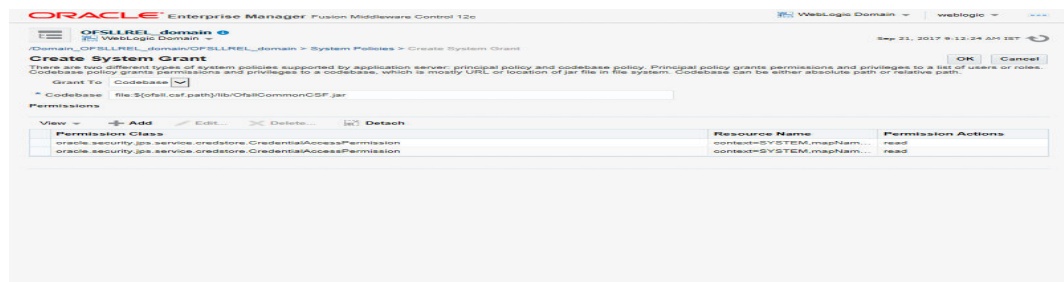 ORACLE Enterprise Manager Fusion Middleware Control 12c
WebLogic Domain weblogic
OFSLLREL_domain
WebLogic Domain
Sep 21, 2017 9:12:24 AM IST
/Domain_OFSLLREL_domain/OFSLLREL_domain > System Policies > Create System Grant
Create System Grant
OK Cancel
There are two different types of system policies supported by application server: principal policy and codebase policy. Principal policy grants permissions and privileges to a list of users or roles.
Codebase policy grants permissions and privileges to a codebase, which is mostly URL or location of jar file in file system. Codebase can be either absolute path or relative path.
Grant To Codebase
* Codebase file:${ofsll.csf.path}/lib/OfsllCommonCSF.jar
Permissions
View Add Edit... Delete... Detach
Permission Class Resource Name Permission Actions
oracle.security.jps.service.credstore.CredentialAccessPermission context=SYSTEM,mapNam... read
oracle.security.jps.service.credstore.CredentialAccessPermission context=SYSTEM,mapNam... read